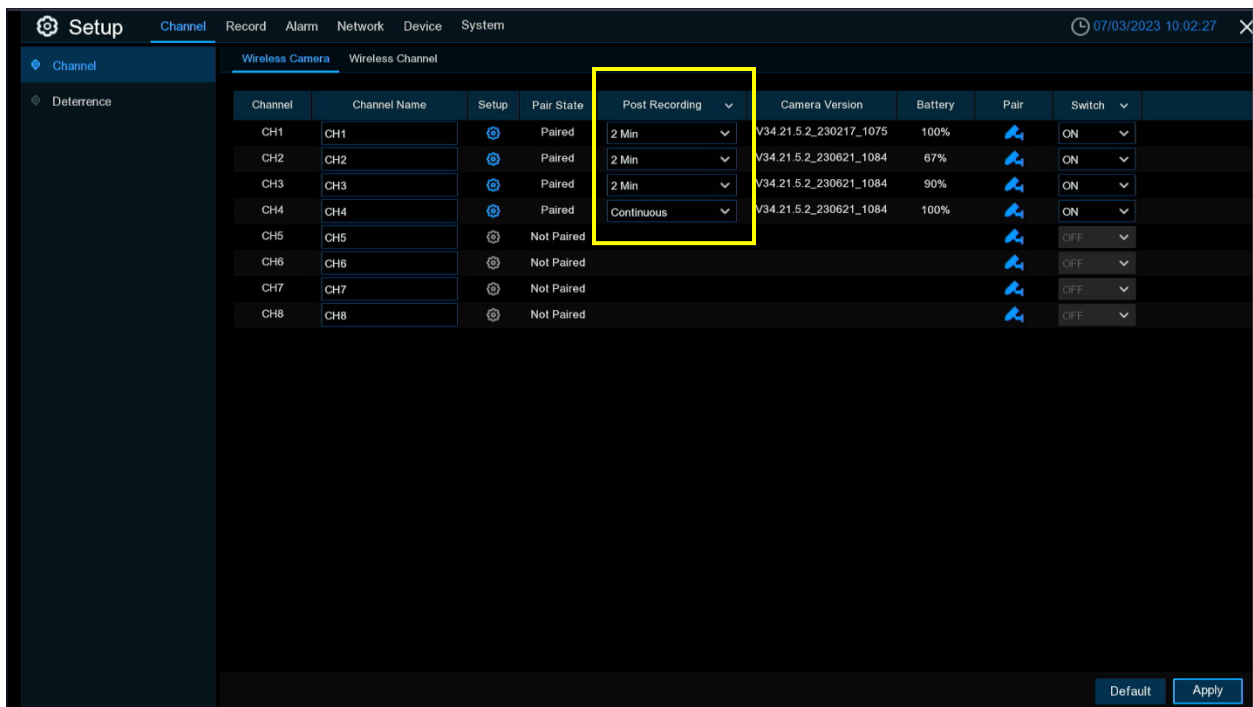 Setup Channel Record Alarm Network Device System 07/03/2023 10:02:27
Channel
Deterrence
Wireless Camera Wireless Channel
Channel Channel Name Setup Pair State Post Recording Camera Version Battery Pair Switch
CH1 CH1 Paired 2 Min V34.21.5.2_230217_1075 100% ON
CH2 CH2 Paired 2 Min V34.21.5.2_230621_1084 67% ON
CH3 CH3 Paired 2 Min V34.21.5.2_230621_1084 90% ON
CH4 CH4 Paired Continuous V34.21.5.2_230621_1084 100% ON
CH5 CH5 Not Paired OFF
CH6 CH6 Not Paired OFF
CH7 CH7 Not Paired OFF
CH8 CH8 Not Paired OFF
Default Apply